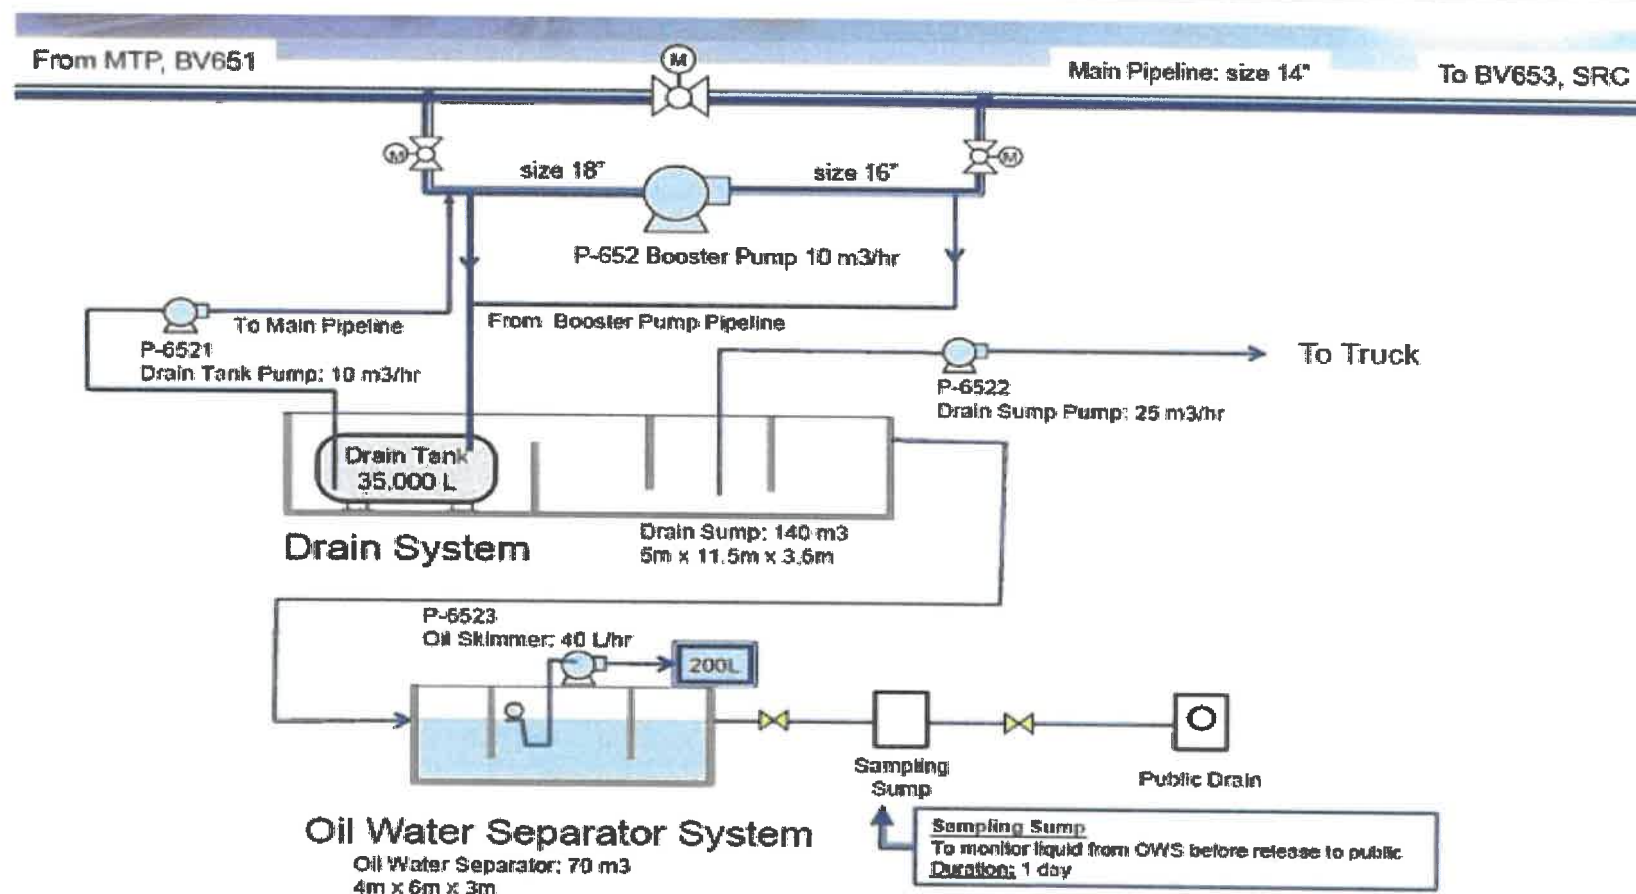 From MTP, BV651
M
Main Pipeline: size 14"
To BV653, SRC
M
size 18"
size 16"
M
P-652 Booster Pump 10 m3/hr
To Main Pipeline
From Booster Pump Pipeline
P-6521
Drain Tank Pump: 10 m3/hr
To Truck
P-6522
Drain Sump Pump: 25 m3/hr
Drain Tank
35,000 L
Drain System
Drain Sump: 140 m3
5m x 11.5m x 3.5m
P-6523
Oil Skimmer: 40 L/hr
200L
Sampling
Sump
Public Drain
Oil Water Separator System
Oil Water Separator: 70 m3
4m x 6m x 3m
Sampling Sump
To monitor liquid from OWS before release to public
Duration: 1 day